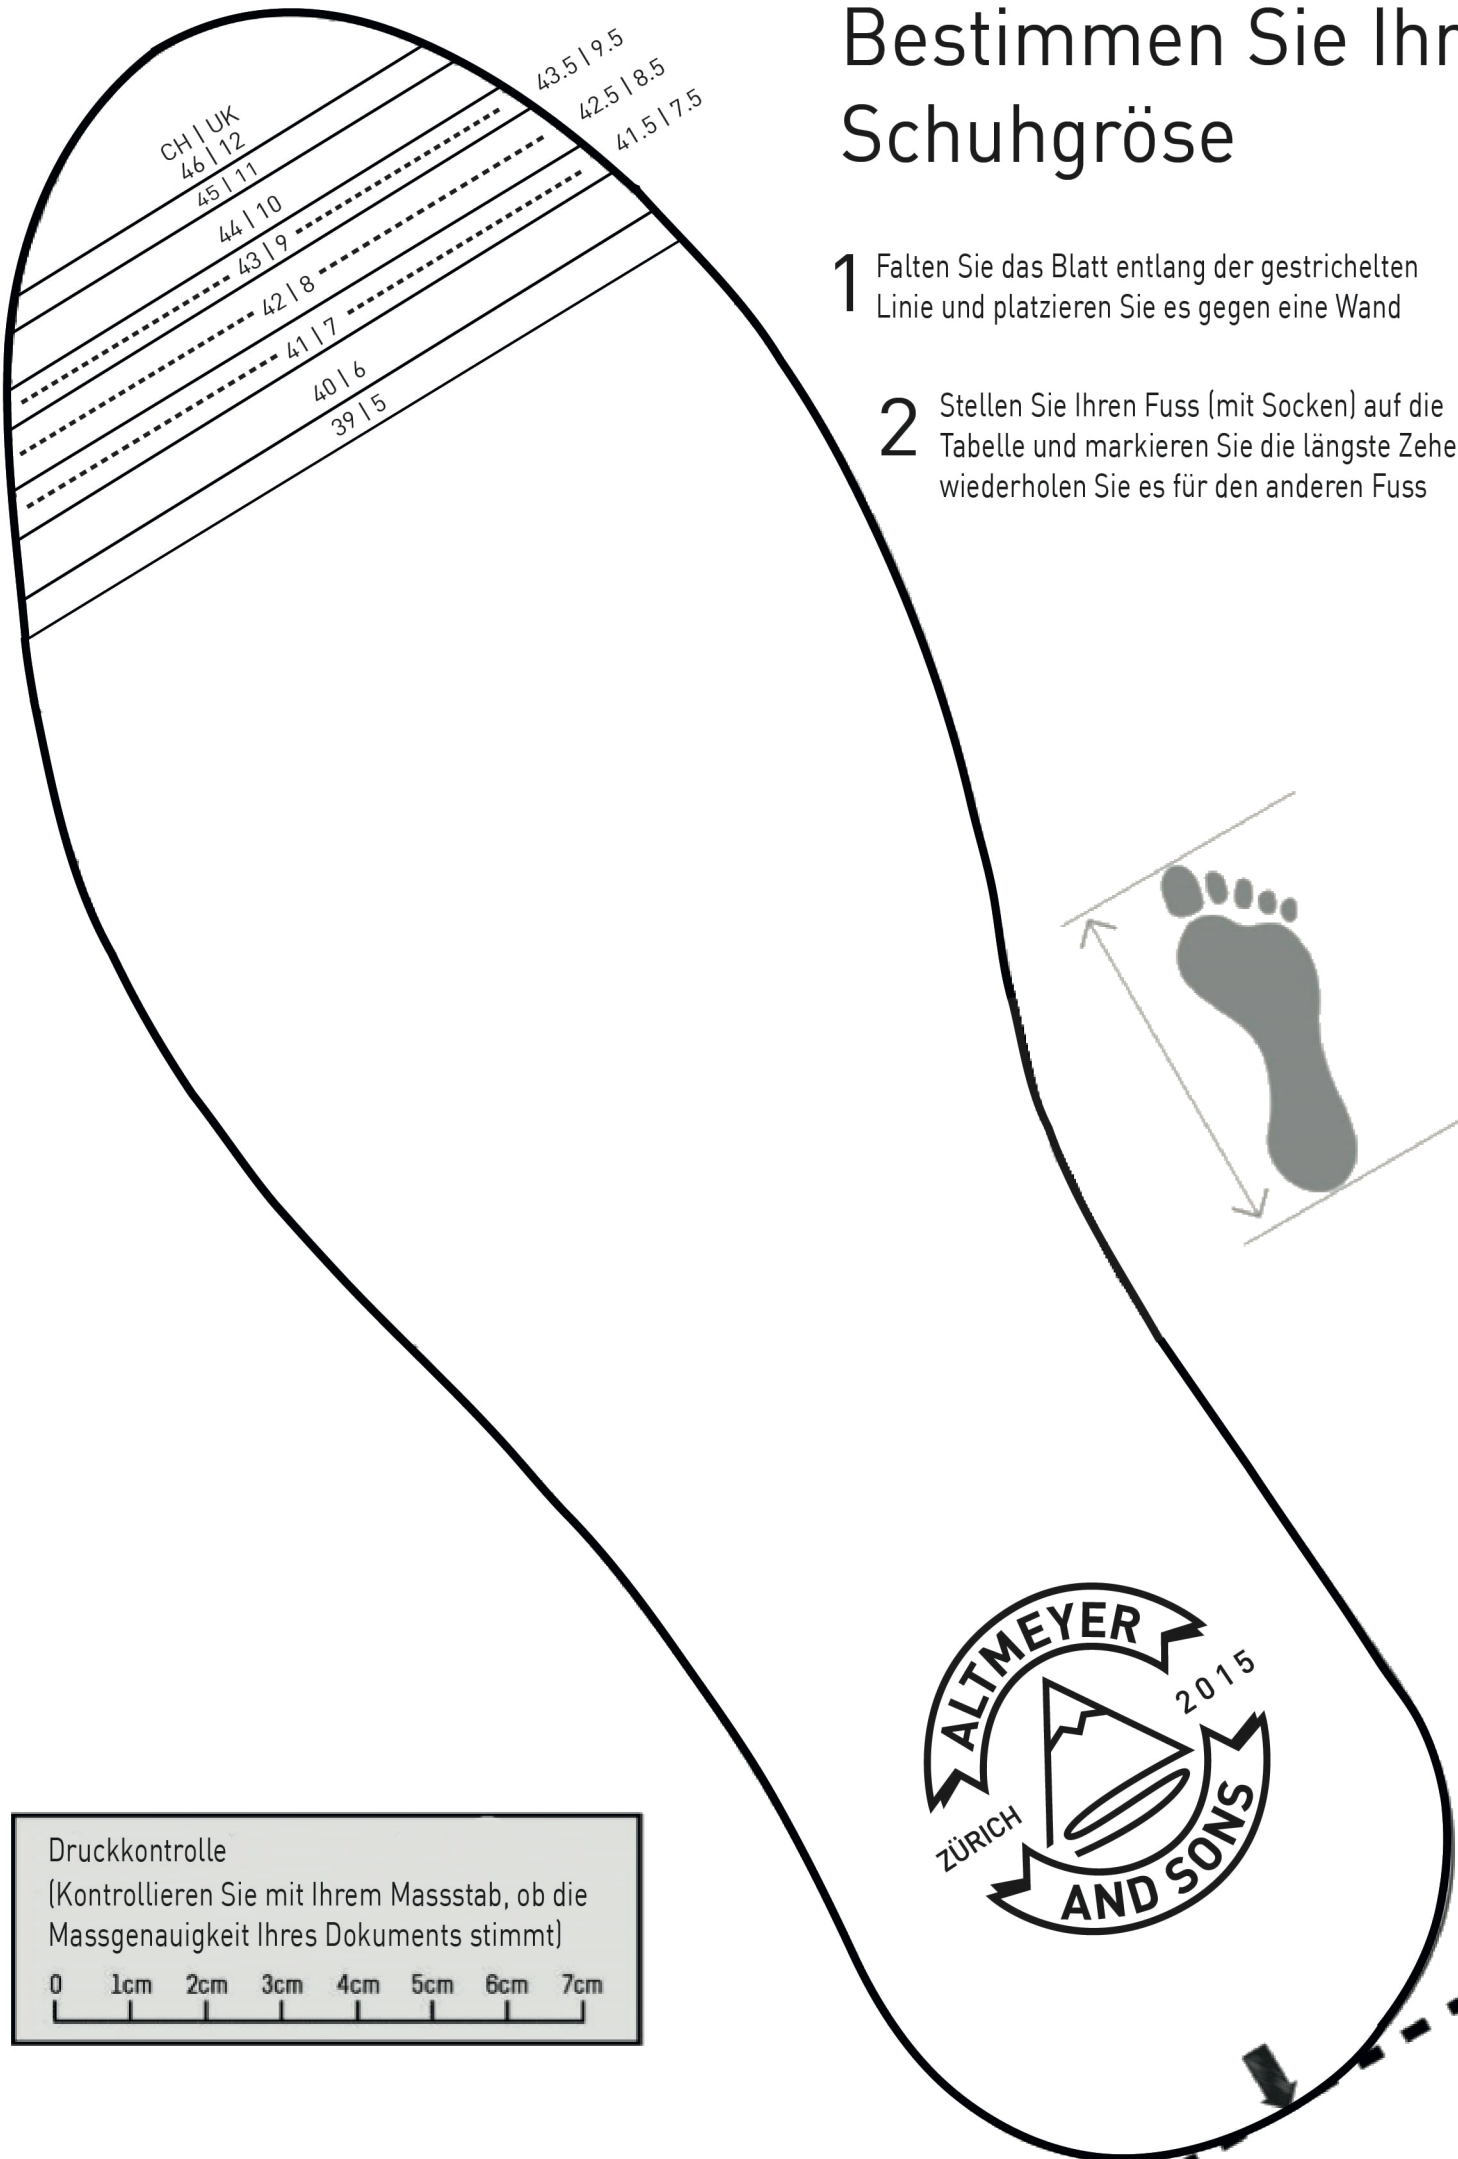 Bestimmen Sie Ihr
Schuhgröse
43.5 | 9.5
42.5 | 8.5
41.5 | 7.5
CH | UK
46 | 12
45 | 11
44 | 10
43 | 9
42 | 8
41 | 7
40 | 6
39 | 5
1 Falten Sie das Blatt entlang der gestrichelten
Linie und platzieren Sie es gegen eine Wand
2 Stellen Sie Ihren Fuss (mit Socken) auf die
Tabelle und markieren Sie die längste Zehe
wiederholen Sie es für den anderen Fuss
ALTMEYER
2015
ZÜRICH
AND SONS
Druckkontrolle
(Kontrollieren Sie mit Ihrem Massstab, ob die
Massgenauigkeit Ihres Dokuments stimmt)
0 1cm 2cm 3cm 4cm 5cm 6cm 7cm